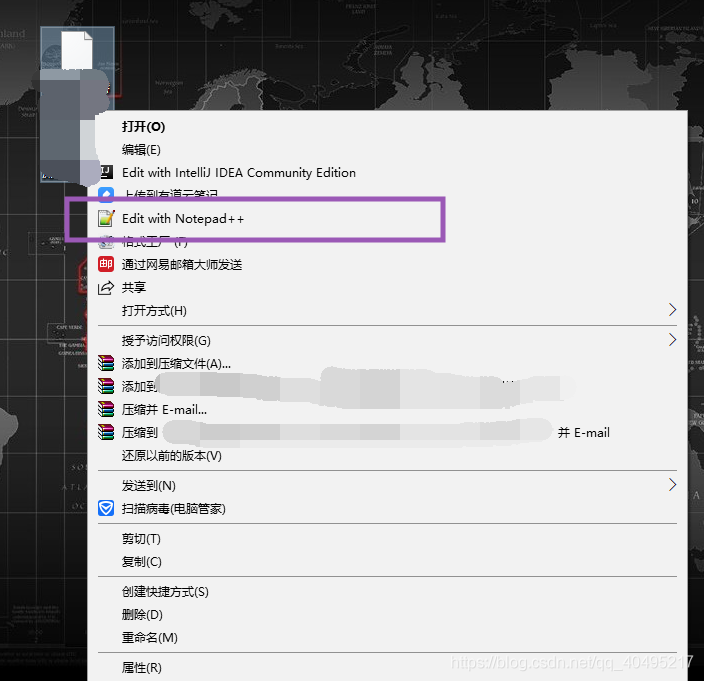 打开(O)
编辑(E)
Edit with IntelliJ IDEA Community Edition
上传到有道云笔记
Edit with Notepad++
格式工厂 (F)
通过网易邮箱大师发送
共享
打开方式(H)
授予访问权限(G)
添加到压缩文件(A)...
添加到
压缩并 E-mail...
压缩到 并 E-mail
还原以前的版本(V)
发送到(N)
扫描病毒(电脑管家)
剪切(T)
复制(C)
创建快捷方式(S)
删除(D)
重命名(M)
属性(R)
https://blog.csdn.net/qq_40495217